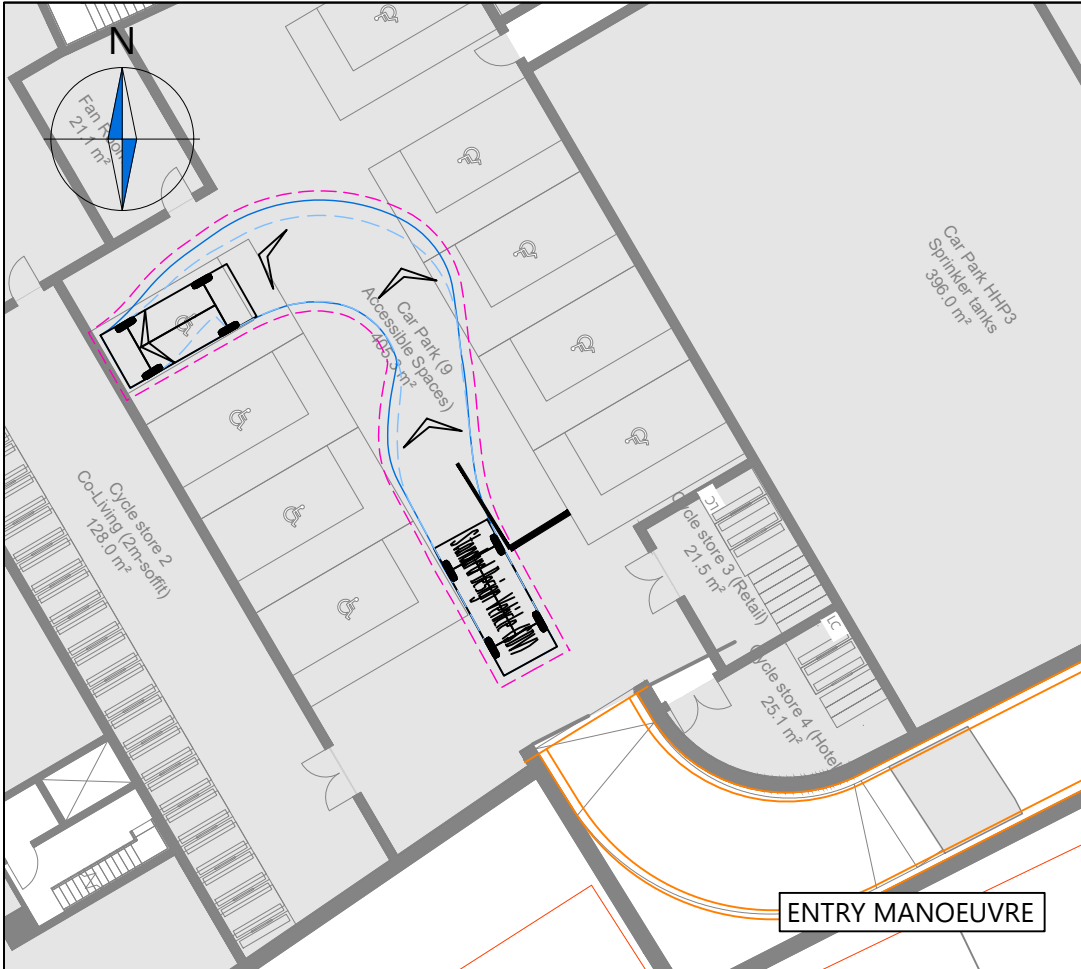 N
Fan Room
21.1 m²
Car Park HHP3
Sprinkler tanks
396.0 m²
Car Park (9
Accessible Spaces)
m²
Cycle store 2
Co-Living (2m-soffit)
128.0 m²
Cycle store 3 (Retail)
21.5 m²
LC
Cycle store 4 (Hotel
25.1 m²
ENTRY MANOEUVRE